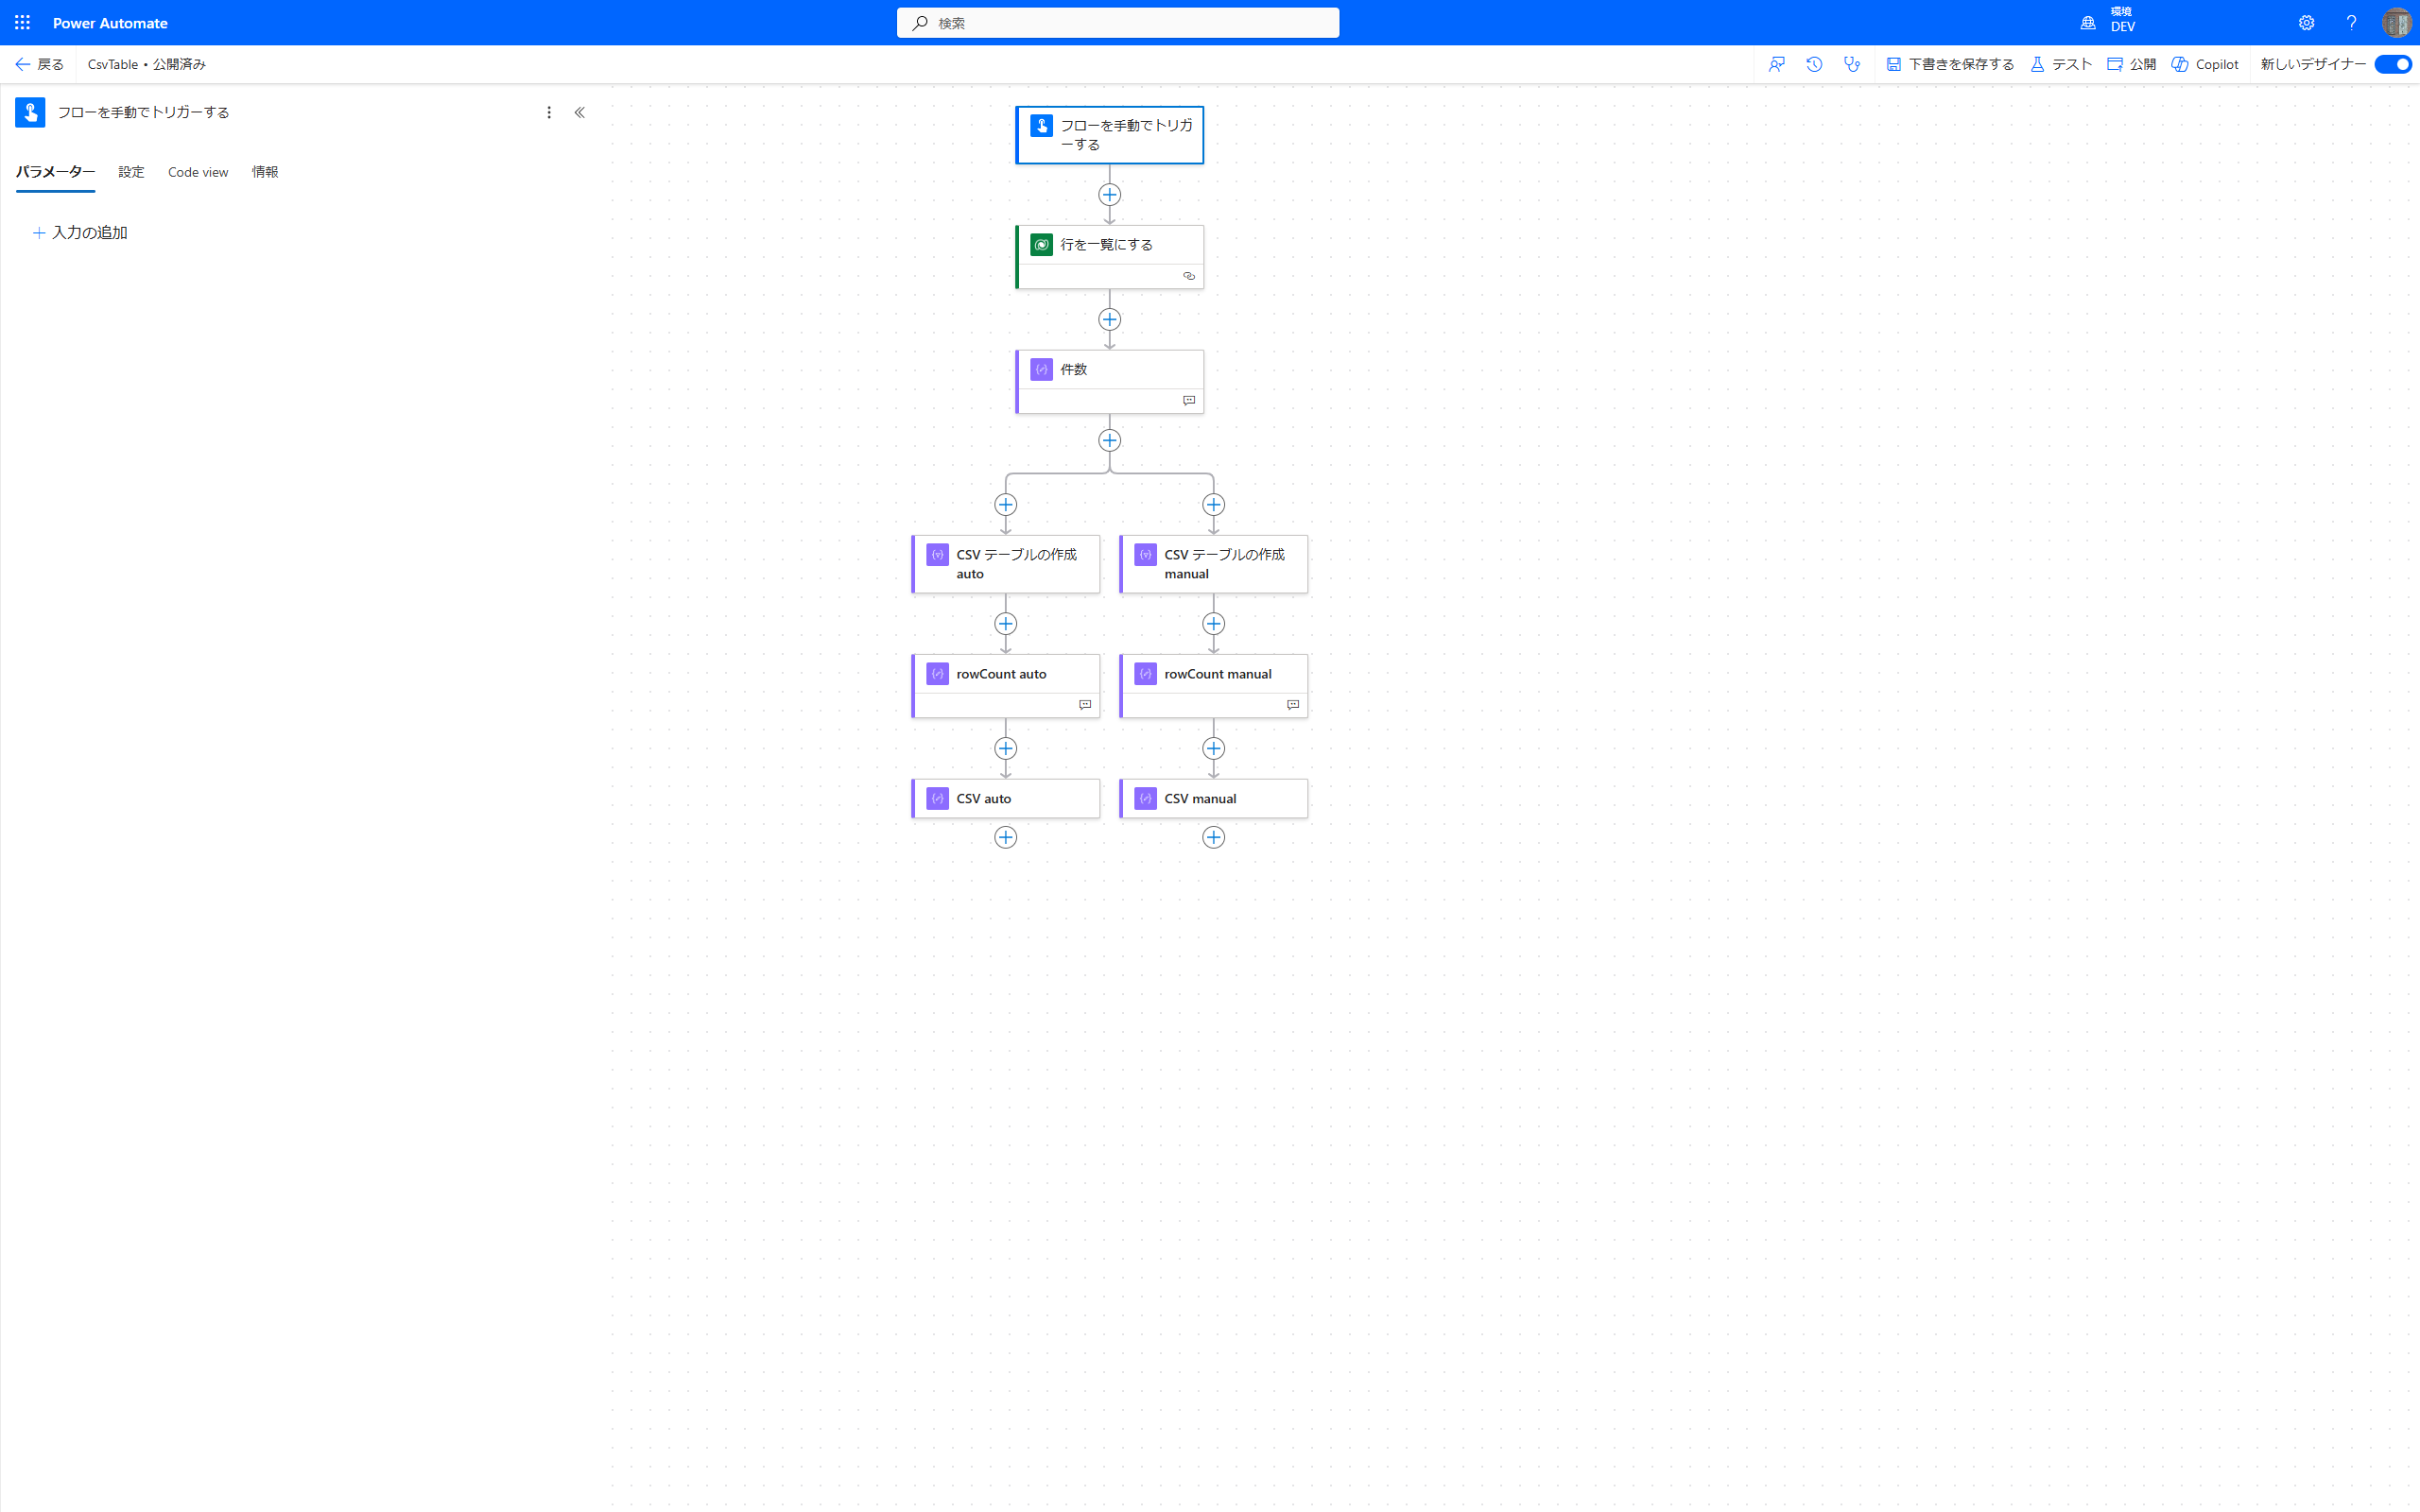 Power Automate
検索
環境
DEV
戻る
CsvTable • 公開済み
下書きを保存する
テスト
公開
Copilot
新しいデザイナー
フローを手動でトリガーする
パラメーター
設定
Code view
情報
入力の追加
フローを手動でトリガ
ーする
行を一覧にする
件数
CSV テーブルの作成
auto
CSV テーブルの作成
manual
rowCount auto
rowCount manual
CSV auto
CSV manual